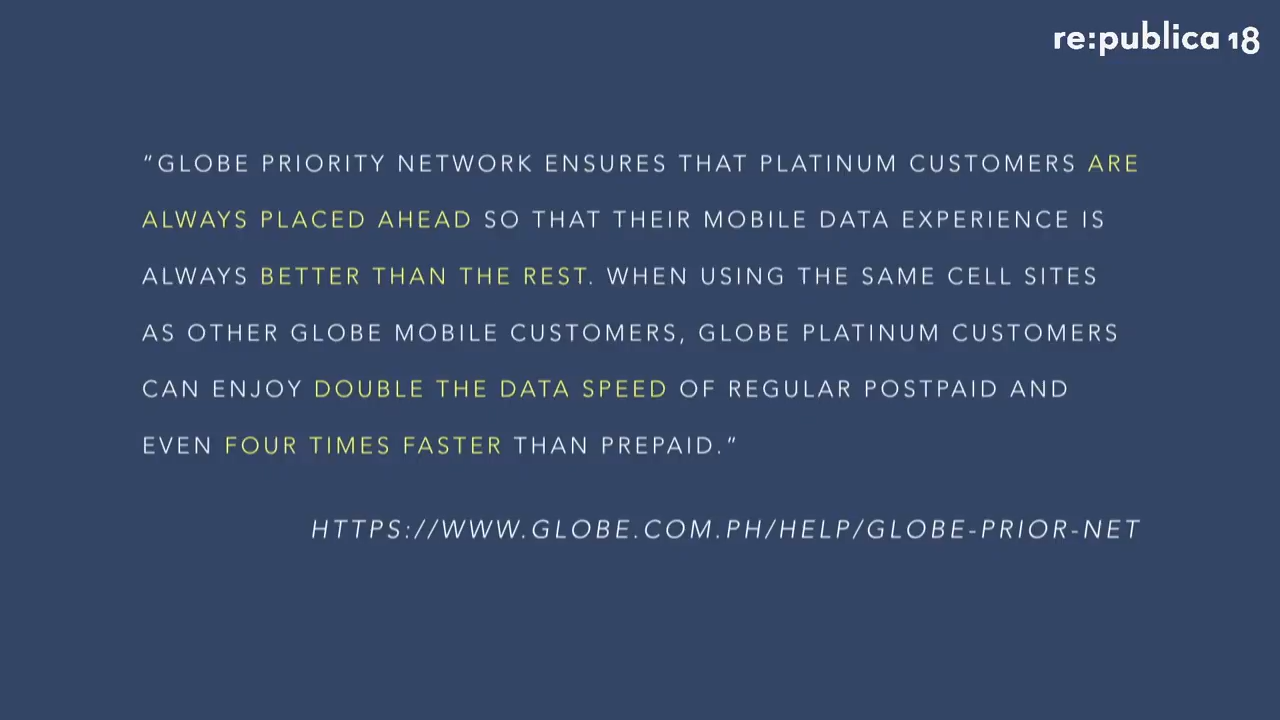 re:publica 18
“GLOBE PRIORITY NETWORK ENSURES THAT PLATINUM CUSTOMERS ARE
ALWAYS PLACED AHEAD SO THAT THEIR MOBILE DATA EXPERIENCE IS
ALWAYS BETTER THAN THE REST. WHEN USING THE SAME CELL SITES
AS OTHER GLOBE MOBILE CUSTOMERS, GLOBE PLATINUM CUSTOMERS
CAN ENJOY DOUBLE THE DATA SPEED OF REGULAR POSTPAID AND
EVEN FOUR TIMES FASTER THAN PREPAID.”
HTTPS://WWW.GLOBE.COM.PH/HELP/GLOBE-PRIOR-NET